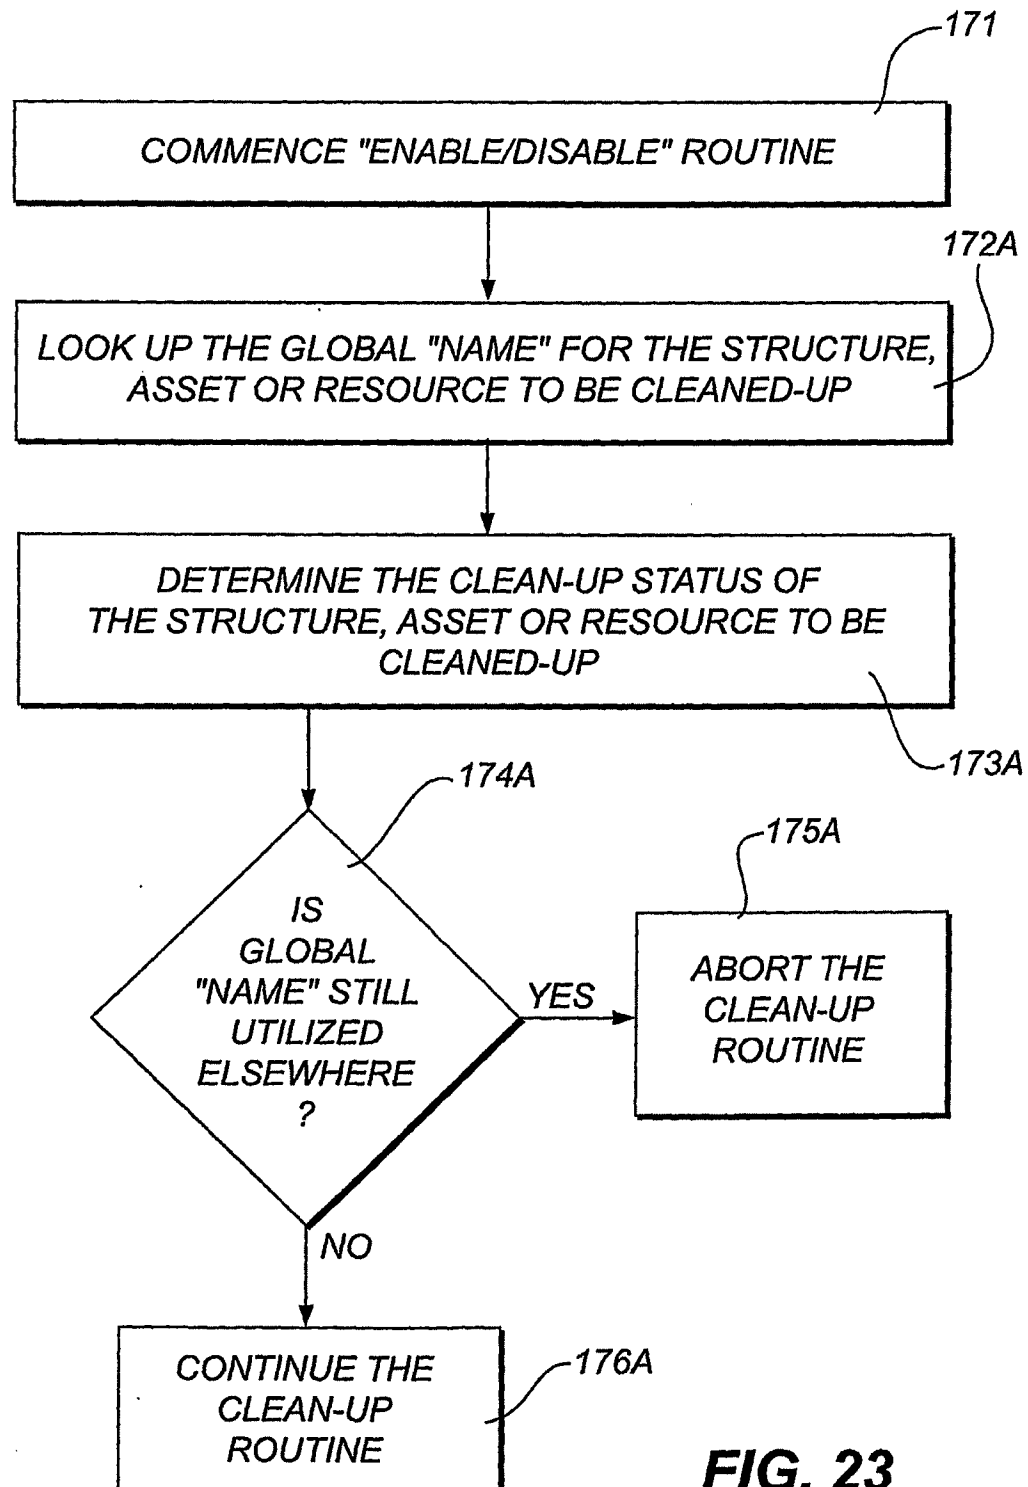 171
COMMENCE "ENABLE/DISABLE" ROUTINE
172A
LOOK UP THE GLOBAL "NAME" FOR THE STRUCTURE,
ASSET OR RESOURCE TO BE CLEANED-UP
DETERMINE THE CLEAN-UP STATUS OF
THE STRUCTURE, ASSET OR RESOURCE TO BE
CLEANED-UP
173A
174A
IS
GLOBAL
"NAME" STILL
UTILIZED
ELSEWHERE
?
YES
175A
ABORT THE
CLEAN-UP
ROUTINE
NO
CONTINUE THE
CLEAN-UP
ROUTINE
176A
FIG. 23